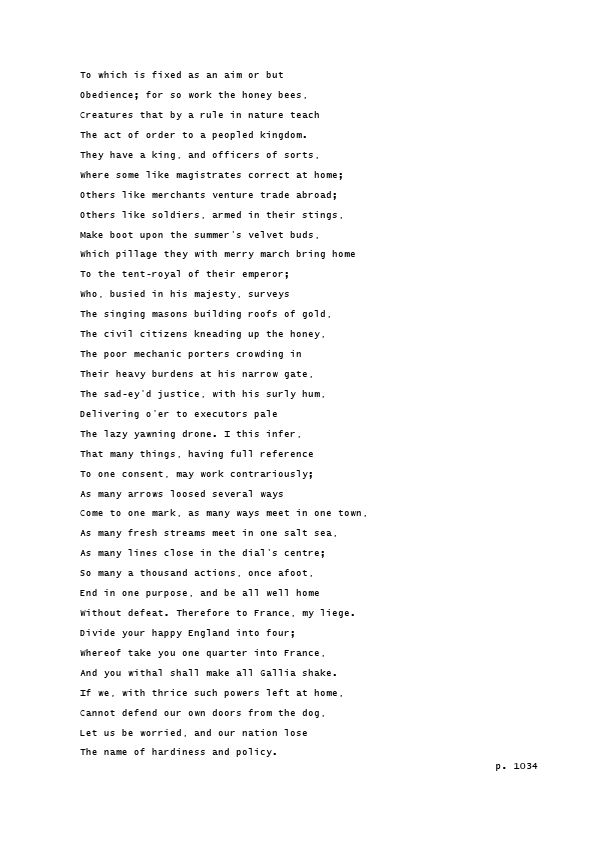 To which is fixed as an aim or but
Obedience; for so work the honey bees,
Creatures that by a rule in nature teach
The act of order to a peopled kingdom.
They have a king, and officers of sorts,
Where some like magistrates correct at home;
Others like merchants venture trade abroad;
Others like soldiers, armed in their stings,
Make boot upon the summer's velvet buds,
Which pillage they with merry march bring home
To the tent-royal of their emperor;
Who, busied in his majesty, surveys
The singing masons building roofs of gold,
The civil citizens kneading up the honey,
The poor mechanic porters crowding in
Their heavy burdens at his narrow gate,
The sad-ey'd justice, with his surly hum,
Delivering o'er to executors pale
The lazy yawning drone. I this infer,
That many things, having full reference
To one consent, may work contrariously;
As many arrows loosed several ways
Come to one mark, as many ways meet in one town,
As many fresh streams meet in one salt sea,
As many lines close in the dial's centre;
So many a thousand actions, once afoot,
End in one purpose, and be all well home
Without defeat. Therefore to France, my liege.
Divide your happy England into four;
Whereof take you one quarter into France,
And you withal shall make all Gallia shake.
If we, with thrice such powers left at home,
Cannot defend our own doors from the dog,
Let us be worried, and our nation lose
The name of hardiness and policy.
p. 1034